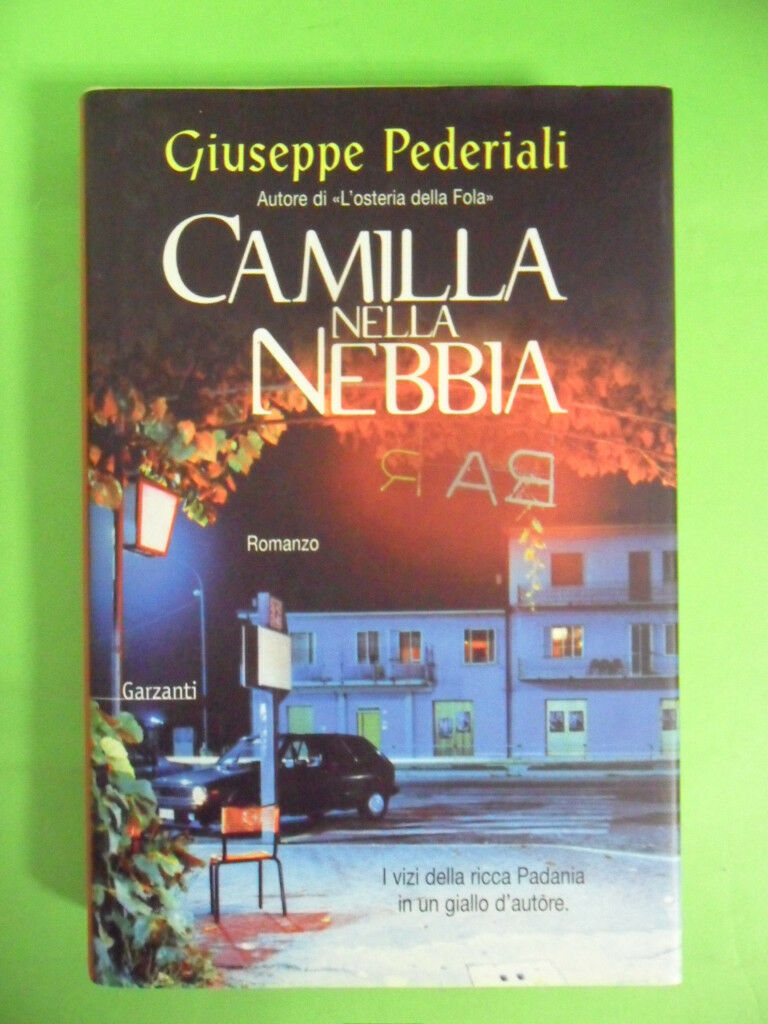 Giuseppe Pederiali
Autore di «L'osteria della Fola»
CAMILLA
NELLA
NEBBIA
BAR
Romanzo
Garzanti
I vizi della ricca Padania
in un giallo d'autore.